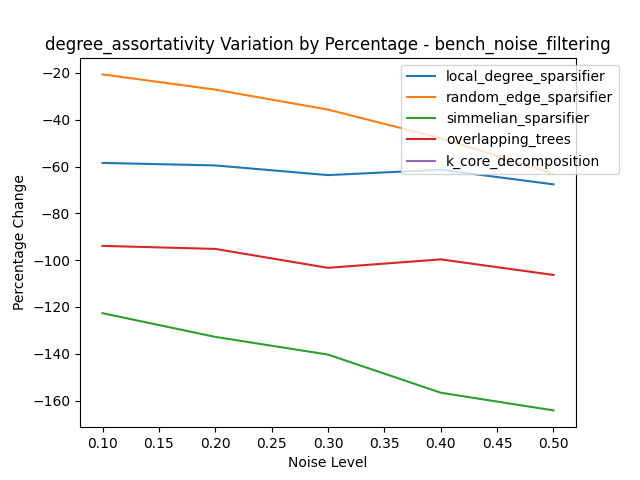 degree_assortativity Variation by Percentage - bench_noise_filtering
local_degree_sparsifier
random_edge_sparsifier
simmelian_sparsifier
overlapping_trees
k_core_decomposition
Percentage Change
−20
−40
−60
−80
−100
−120
−140
−160
0.10 0.15 0.20 0.25 0.30 0.35 0.40 0.45 0.50
Noise Level